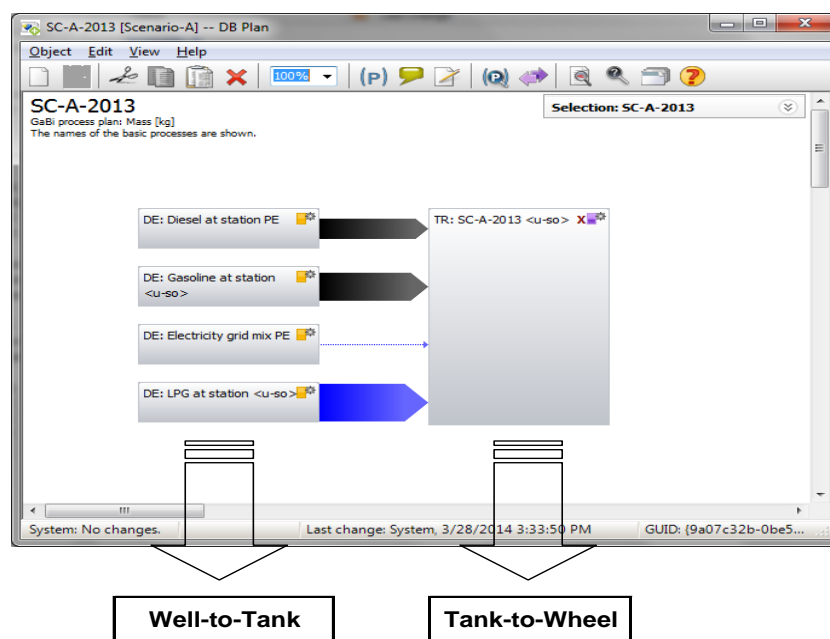 SC-A-2013 [Scenario-A] -- DB Plan
Object Edit View Help
100% (P)
SC-A-2013
GaBi process plan: Mass [kg]
The names of the basic processes are shown.
Selection: SC-A-2013
DE: Diesel at station PE
TR: SC-A-2013 <u-so> X
DE: Gasoline at station
<u-so>
DE: Electricity grid mix PE
DE: LPG at station <u-so>
System: No changes.
Last change: System, 3/28/2014 3:33:50 PM
GUID: {9a07c32b-0be5...
Well-to-Tank
Tank-to-Wheel